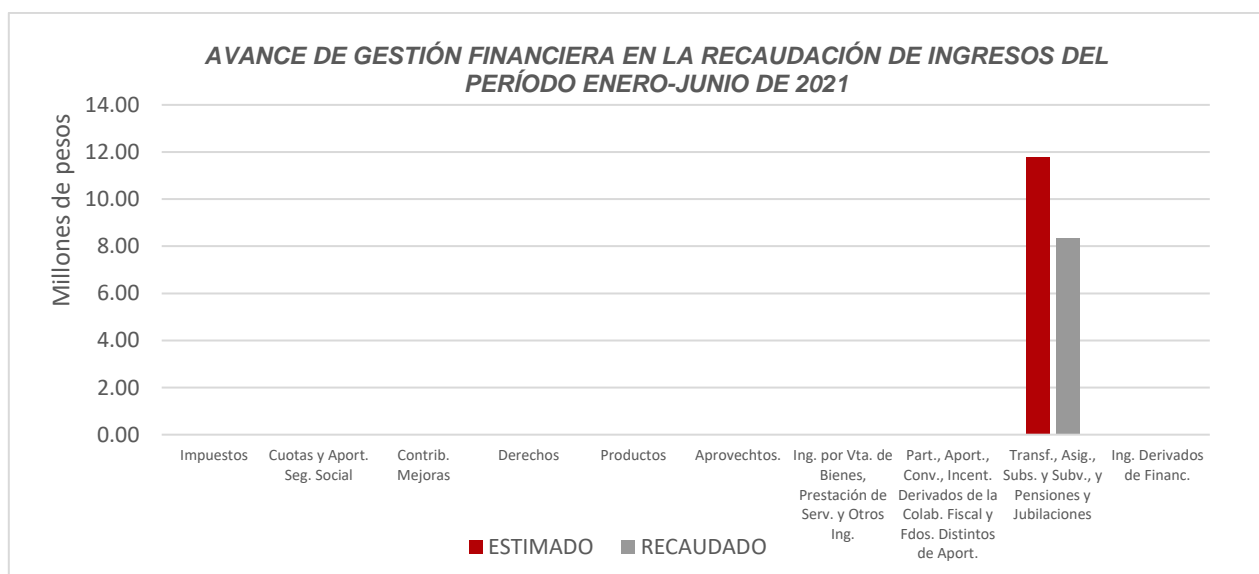 AVANCE DE GESTIÓN FINANCIERA EN LA RECAUDACIÓN DE INGRESOS DEL
PERÍODO ENERO-JUNIO DE 2021
Millones de pesos
14.00
12.00
10.00
8.00
6.00
4.00
2.00
0.00
Impuestos
Cuotas y Aport.
Seg. Social
Contrib.
Mejoras
Derechos
Productos
Aprovechtos.
Ing. por Vta. de
Bienes,
Prestación de
Serv. y Otros
Ing.
Part., Aport.,
Conv., Incent.
Derivados de la
Colab. Fiscal y
Fdos. Distintos
de Aport.
Transf., Asig.,
Subs. y Subv., y
Pensiones y
Jubilaciones
Ing. Derivados
de Financ.
ESTIMADO
RECAUDADO